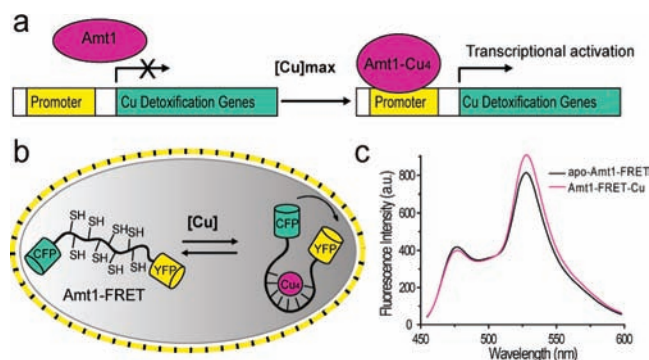 a
Amt1
[Cu]max
Amt1-Cu4
Transcriptional activation
Promoter
Cu Detoxification Genes
Promoter
Cu Detoxification Genes
b
SH
SH
SH
SH
SH
SH
SH
SH
CFP
YFP
Amt1-FRET
[Cu]
CFP
YFP
Cu4
c
Fluorescence Intensity (a.u.)
800
600
400
200
0
450
500
550
600
Wavelength (nm)
apo-Amt1-FRET
Amt1-FRET-Cu